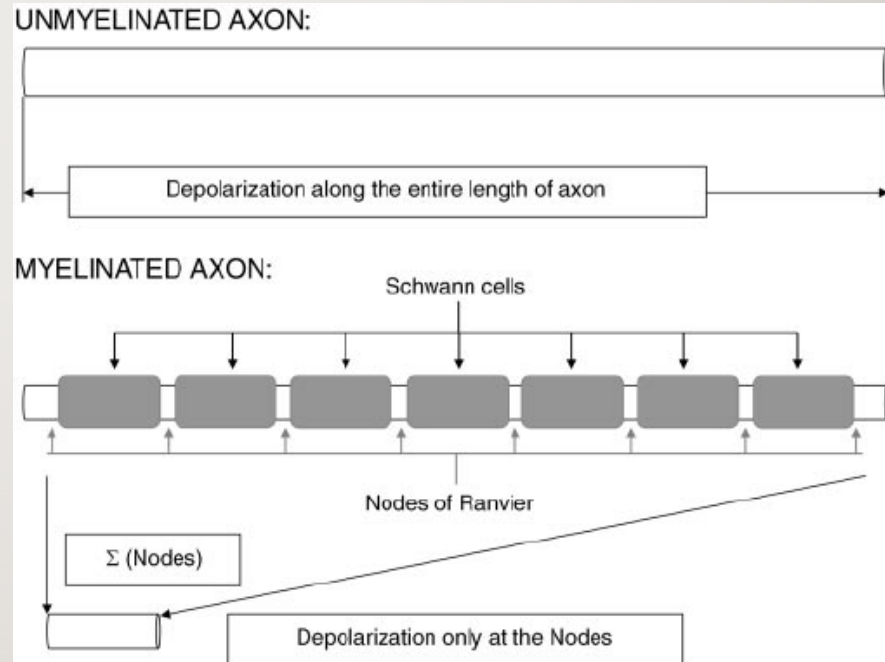 UNMYELINATED AXON:
Depolarization along the entire length of axon
MYELINATED AXON:
Schwann cells
Nodes of Ranvier
Σ (Nodes)
Depolarization only at the Nodes